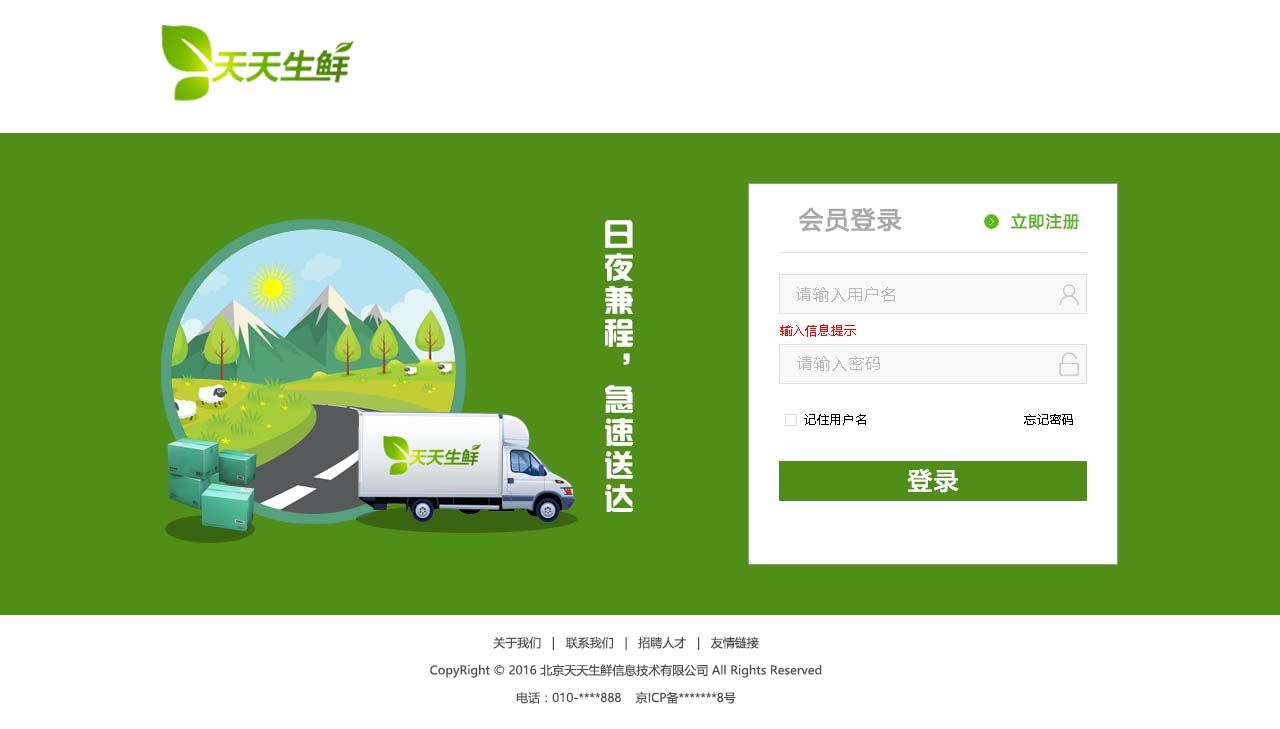 天天生鲜
日夜兼程，急速送达
天天生鲜
会员登录
立即注册
请输入用户名
输入信息提示
请输入密码
记住用户名
忘记密码
登录
关于我们 | 联系我们 | 招聘人才 | 友情链接
CopyRight © 2016 北京天天生鲜信息技术有限公司 All Rights Reserved
电话：010-****888 京ICP备*******8号